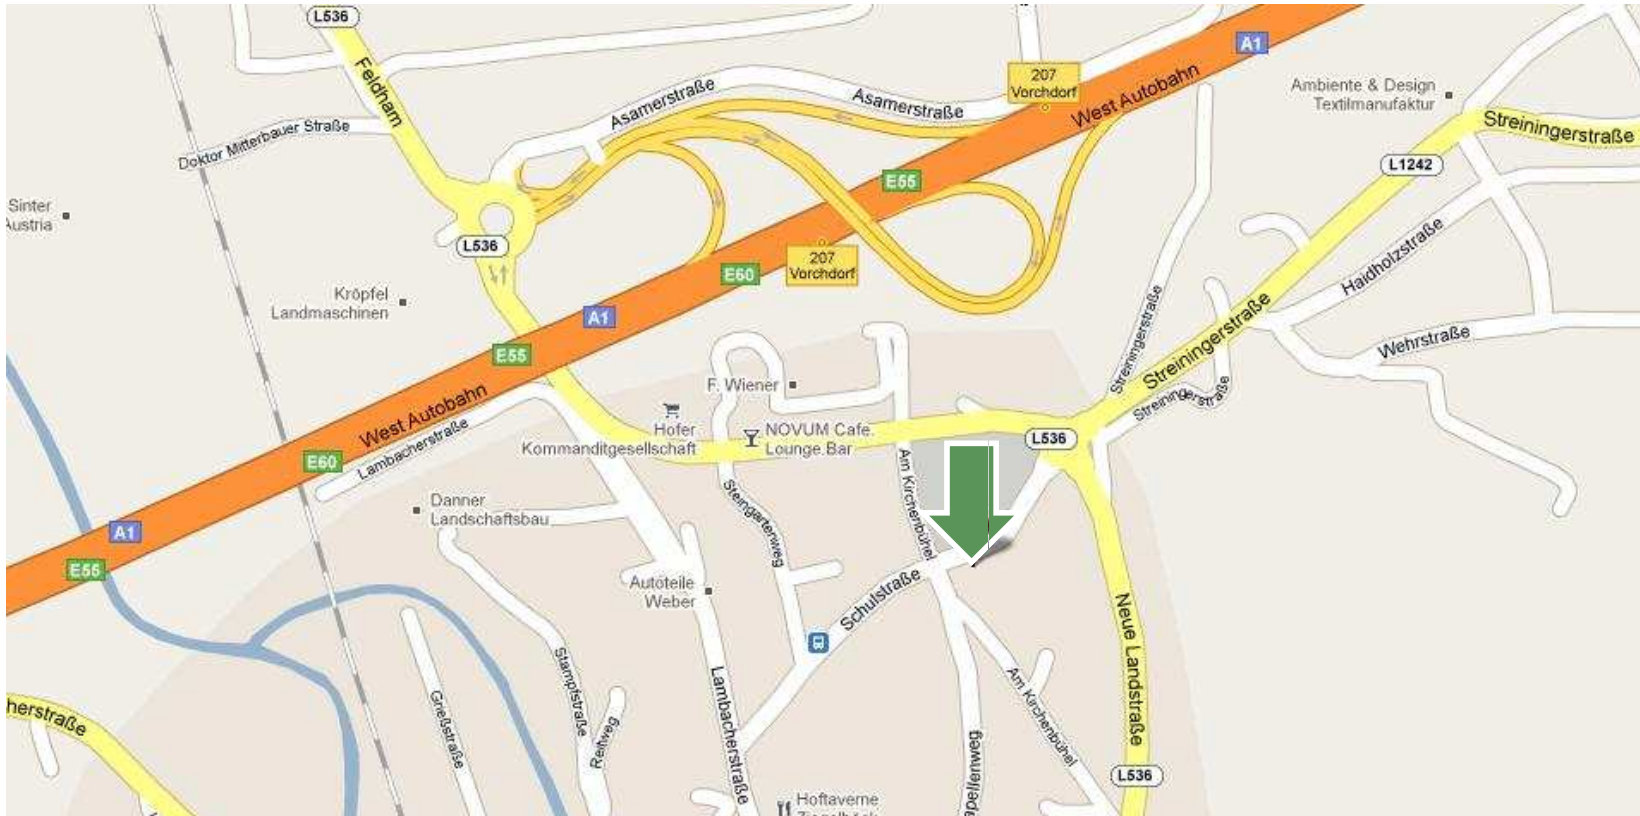 L536
A1
Feldham
207
Vorchdorf
Asamerstraße
Asamerstraße
West Autobahn
Ambiente & Design
Textilmanufaktur
Streiningerstraße
Doktor Mitterbauer Straße
L1242
E55
Sinter
Austria
L536
207
Vorchdorf
E60
Haidholzstraße
Kröpfel
Landmaschinen
A1
Streiningerstraße
Streiningerstraße
Wehrstraße
E55
F. Wiener
Streiningerstraße
West Autobahn
Lambacherstraße
Hofer
Kommanditgesellschaft
NOVUM Cafe.
Lounge.Bar
L536
E60
Am Kirchenbühel
Danner
Landschaftsbau
Steingartenweg
A1
E55
Autoteile
Weber
Schulstraße
Neue Landstraße
Stampfstraße
Lambacherstraße
Am Kirchenbühel
Grießstraße
Reitweg
herstraße
L536
Hoftaverne